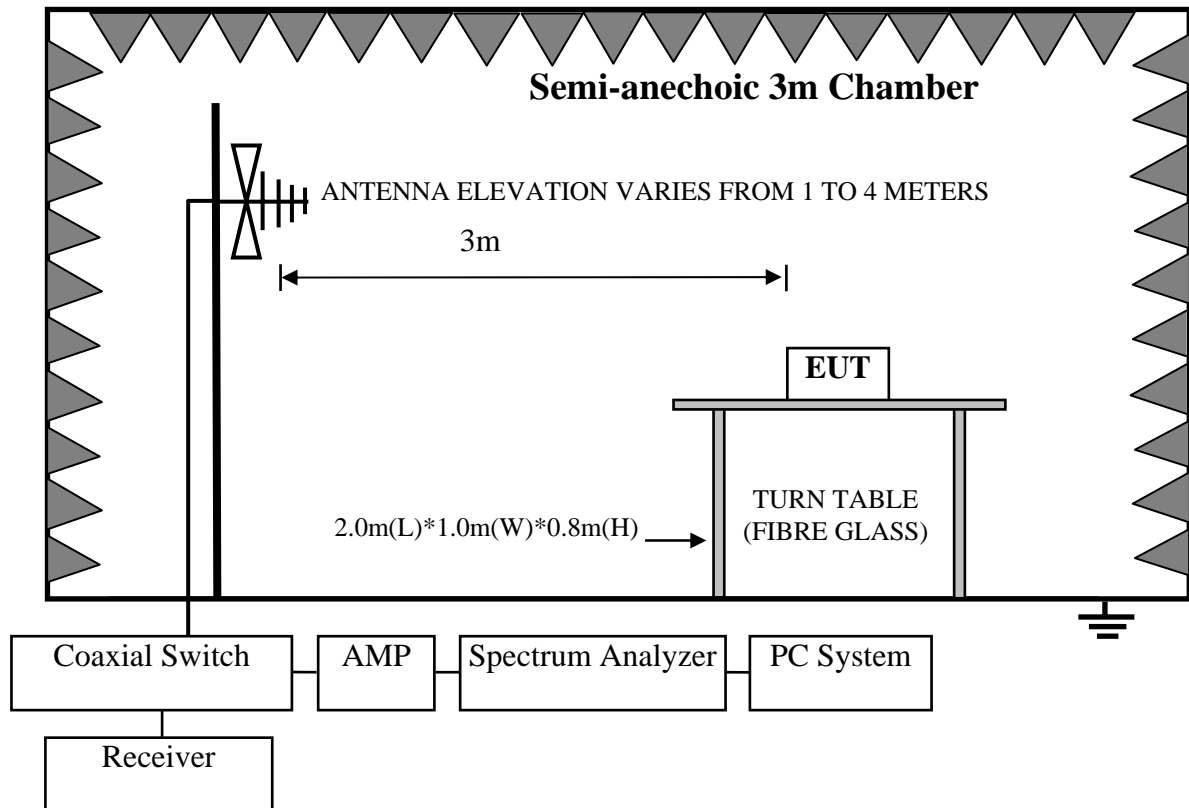 Semi-anechoic 3m Chamber
ANTENNA ELEVATION VARIES FROM 1 TO 4 METERS
3m
EUT
TURN TABLE
(FIBRE GLASS)
2.0m(L)*1.0m(W)*0.8m(H)
Coaxial Switch
AMP
Spectrum Analyzer
PC System
Receiver